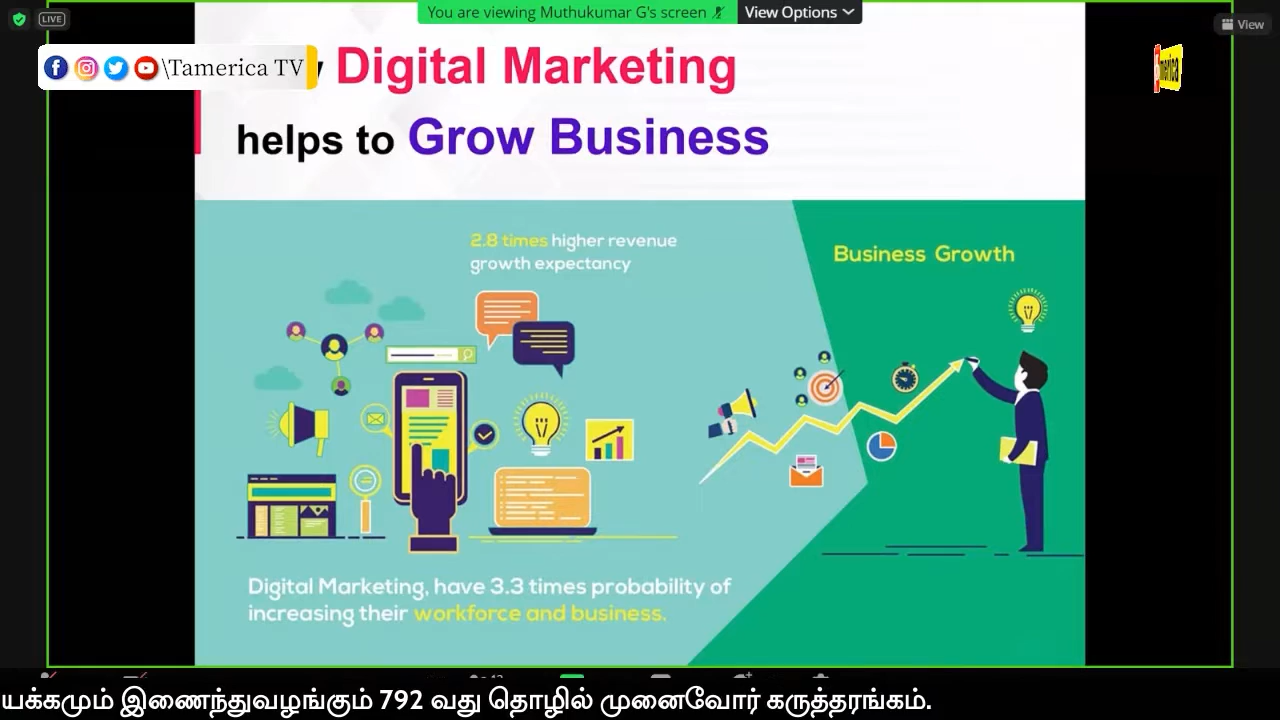 You are viewing Muthukumar G's screen
View Options
LIVE
View
\Tamerica TV
Digital Marketing
helps to Grow Business
2.8 times higher revenue
growth expectancy
Business Growth
Digital Marketing, have 3.3 times probability of
increasing their workforce and business.
யக்கமும் இணைந்துவழங்கும் 792 வது தொழில் முனைவோர் கருத்தரங்கம்.